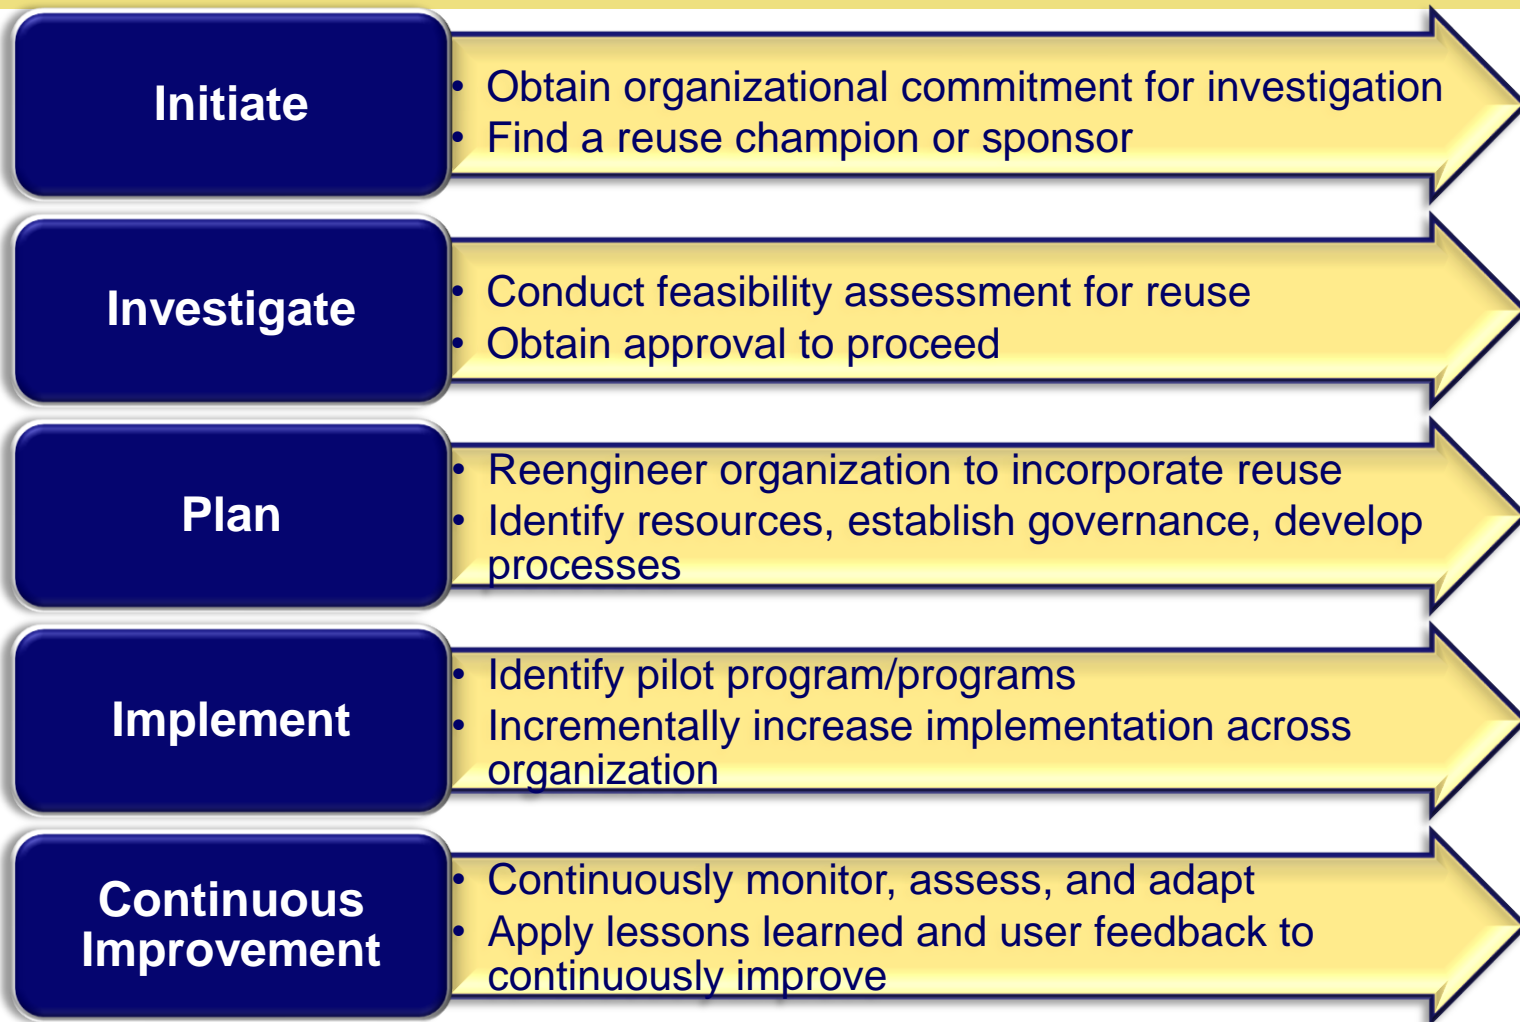 Initiate
• Obtain organizational commitment for investigation
• Find a reuse champion or sponsor
Investigate
• Conduct feasibility assessment for reuse
• Obtain approval to proceed
Plan
• Reengineer organization to incorporate reuse
• Identify resources, establish governance, develop
processes
Implement
• Identify pilot program/programs
• Incrementally increase implementation across
organization
Continuous
Improvement
• Continuously monitor, assess, and adapt
• Apply lessons learned and user feedback to
continuously improve